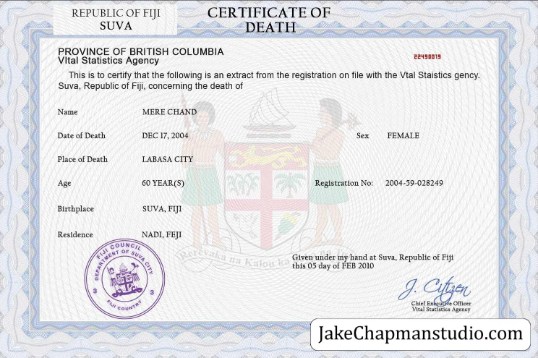 REPUBLIC OF FIJI
SUVA
CERTIFICATE OF
DEATH
PROVINCE OF BRITISH COLUMBIA
VItal Statistics Agency
22498019
This is to certify that the following is an extract from the registration on file with the Vtal Staistics gency.
Suva, Republic of Fiji, concerning the death of
Name MERE CHAND
Date of Death DEC 17, 2004 Sex FEMALE
Place of Death LABASA CITY
Age 60 YEAR(S) Registration No: 2004-59-028249
Birthplace SUVA, FIJI
Residence NADI, FEJI
Rerevaka na Kalou ka
FIJI COUNCIL
DEPARTMENT OF SUVA CITY
FIJI COUNTRY
Given under my hand at Suva, Republic of Fiji
this 05 day of FEB 2010
J. Citizen
Chief Executive Officer
VItal Statistics Agency
JakeChapmanstudio.com